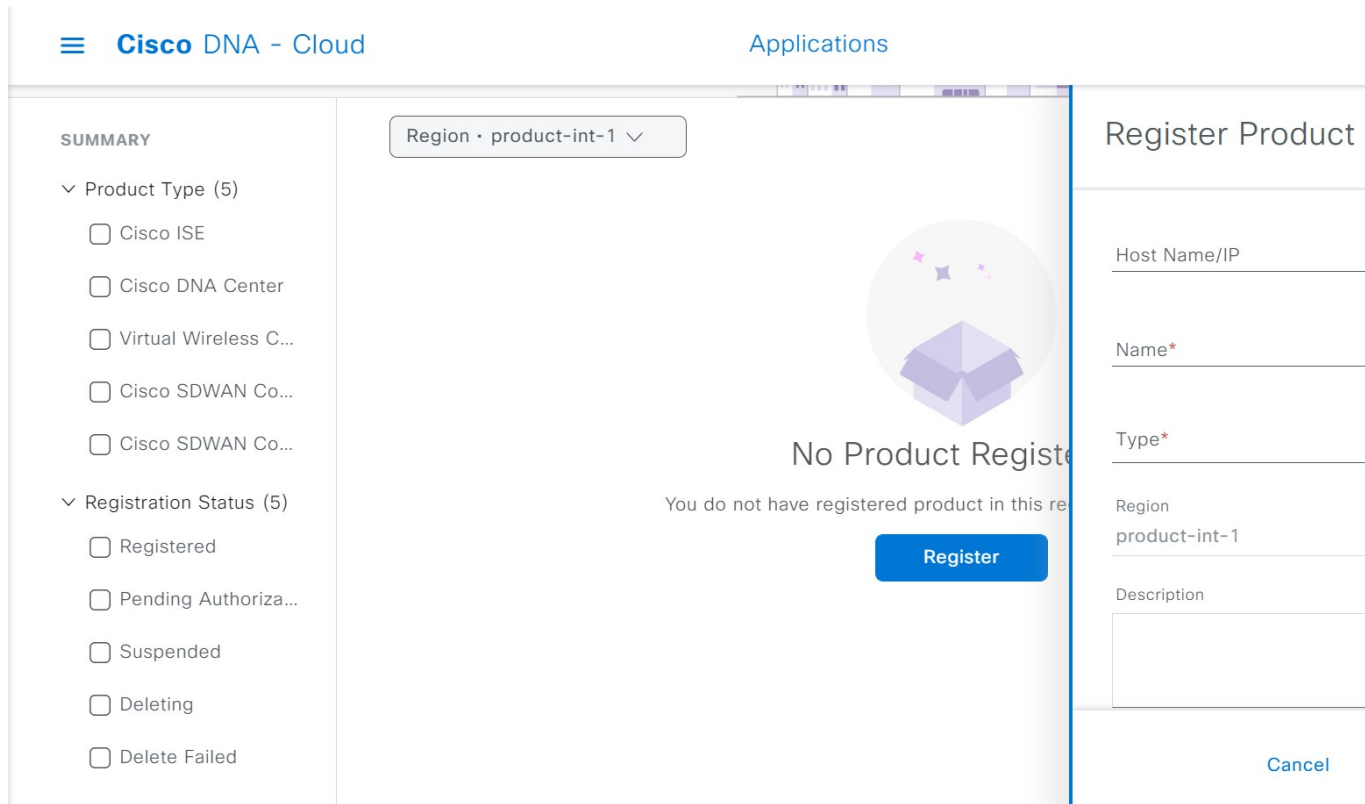 Cisco DNA - Cloud
Applications
SUMMARY
Product Type (5)
Cisco ISE
Cisco DNA Center
Virtual Wireless C...
Cisco SDWAN Co...
Cisco SDWAN Co...
Registration Status (5)
Registered
Pending Authoriza...
Suspended
Deleting
Delete Failed
Region • product-int-1
No Product Registe
You do not have registered product in this re
Register
Register Product
Host Name/IP
Name*
Type*
Region
product-int-1
Description
Cancel